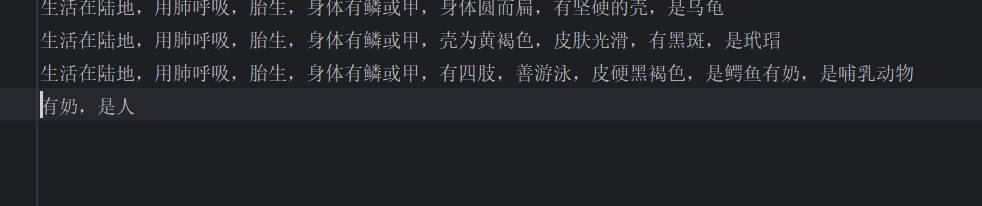 生活在陆地，用肺呼吸，胎生，身体有鳞或甲，身体圆而扁，有坚硬的壳，是乌龟
生活在陆地，用肺呼吸，胎生，身体有鳞或甲，壳为黄褐色，皮肤光滑，有黑斑，是玳瑁
生活在陆地，用肺呼吸，胎生，身体有鳞或甲，有四肢，善游泳，皮硬黑褐色，是鳄鱼有奶，是哺乳动物
有奶，是人